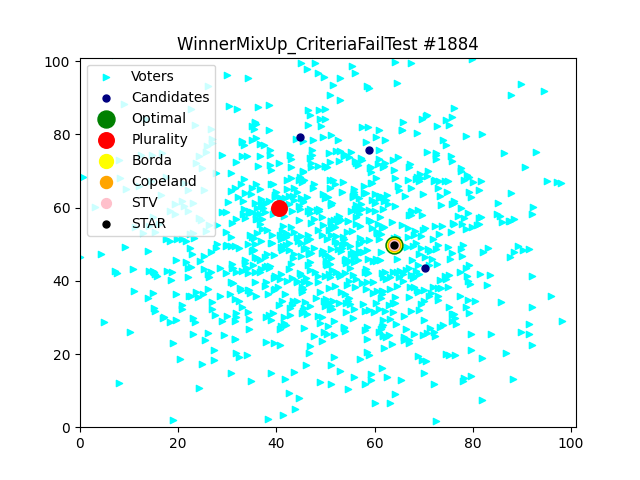 WinnerMixUp_CriteriaFailTest #1884
100
80
60
40
20
0
0 20 40 60 80 100
Voters
Candidates
Optimal
Plurality
Borda
Copeland
STV
STAR